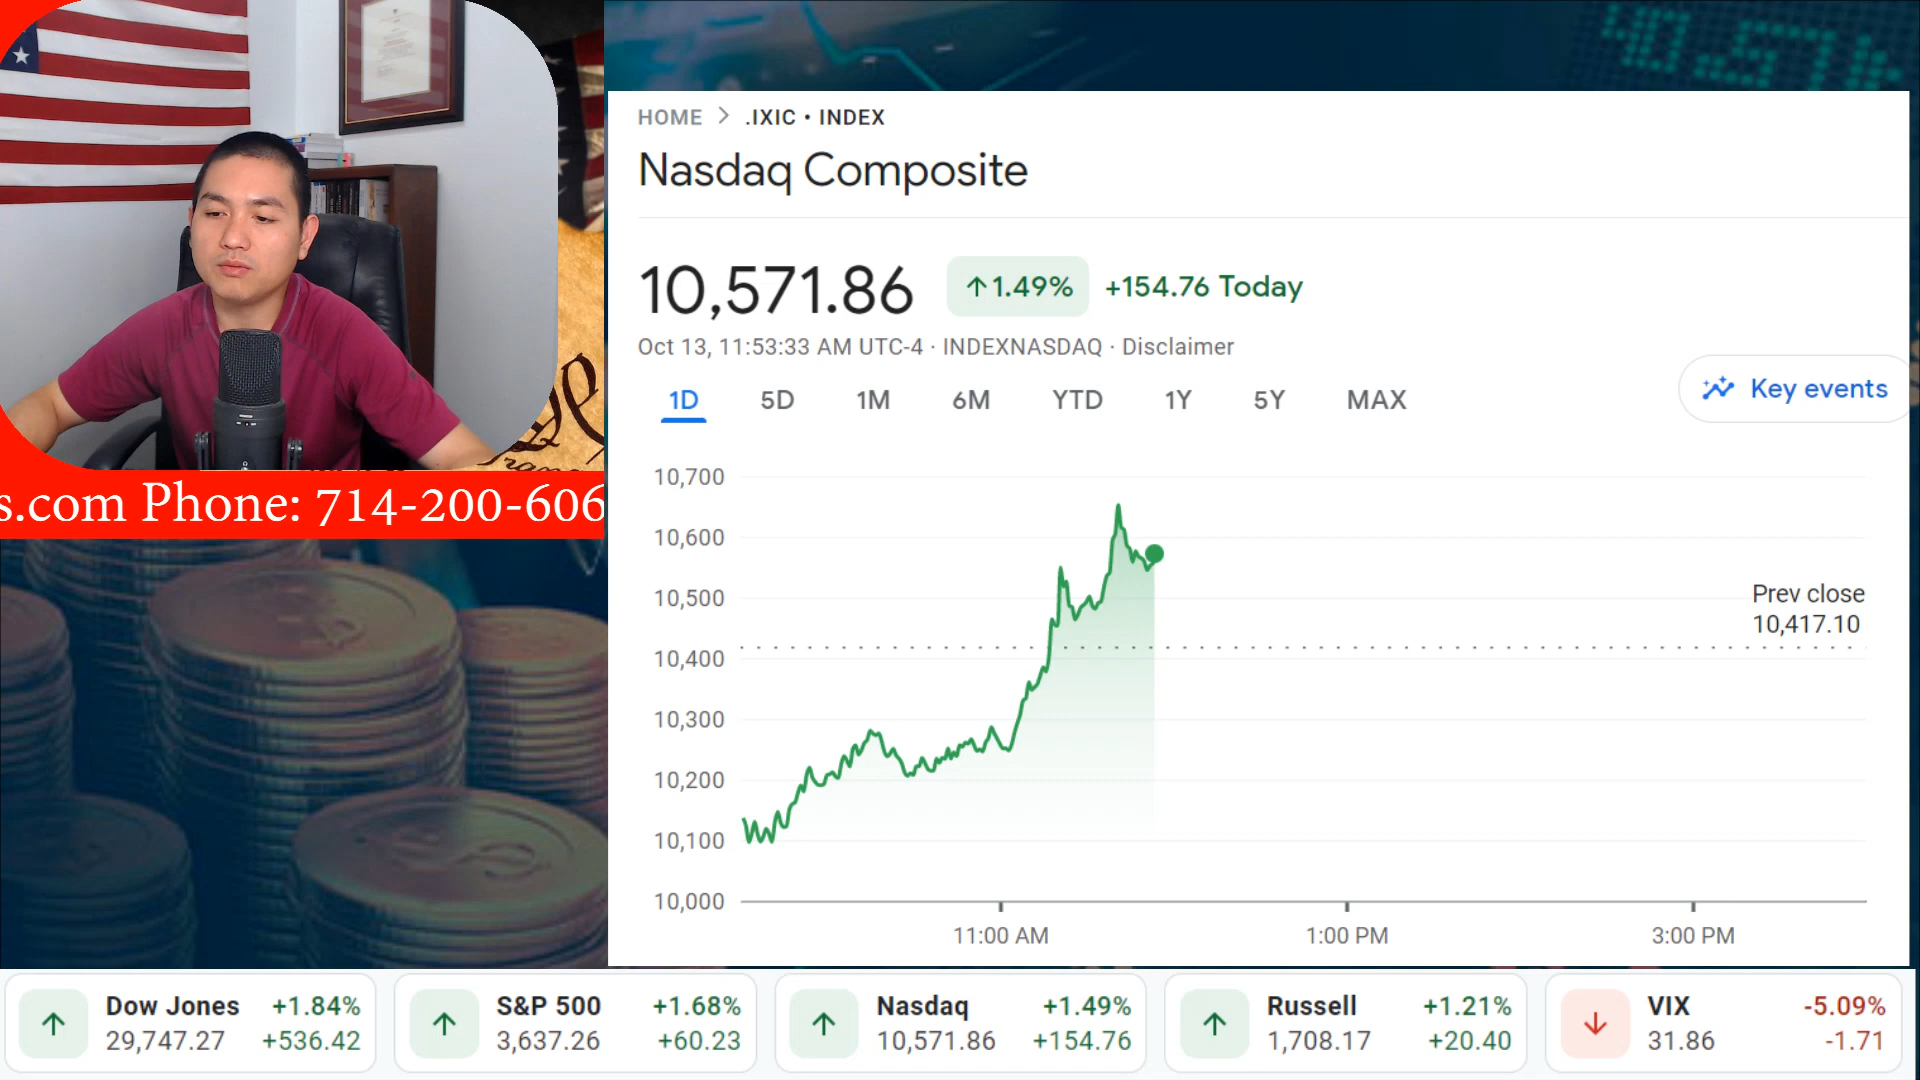 s.com Phone: 714-200-606
HOME > .IXIC • INDEX
Nasdaq Composite
10,571.86 ↑1.49% +154.76 Today
Oct 13, 11:53:33 AM UTC-4 · INDEXNASDAQ · Disclaimer
1D 5D 1M 6M YTD 1Y 5Y MAX
Key events
10,700
10,600
10,500
10,400
10,300
10,200
10,100
10,000
Prev close
10,417.10
11:00 AM 1:00 PM 3:00 PM
Dow Jones +1.84%
29,747.27 +536.42
S&P 500 +1.68%
3,637.26 +60.23
Nasdaq +1.49%
10,571.86 +154.76
Russell +1.21%
1,708.17 +20.40
VIX -5.09%
31.86 -1.71